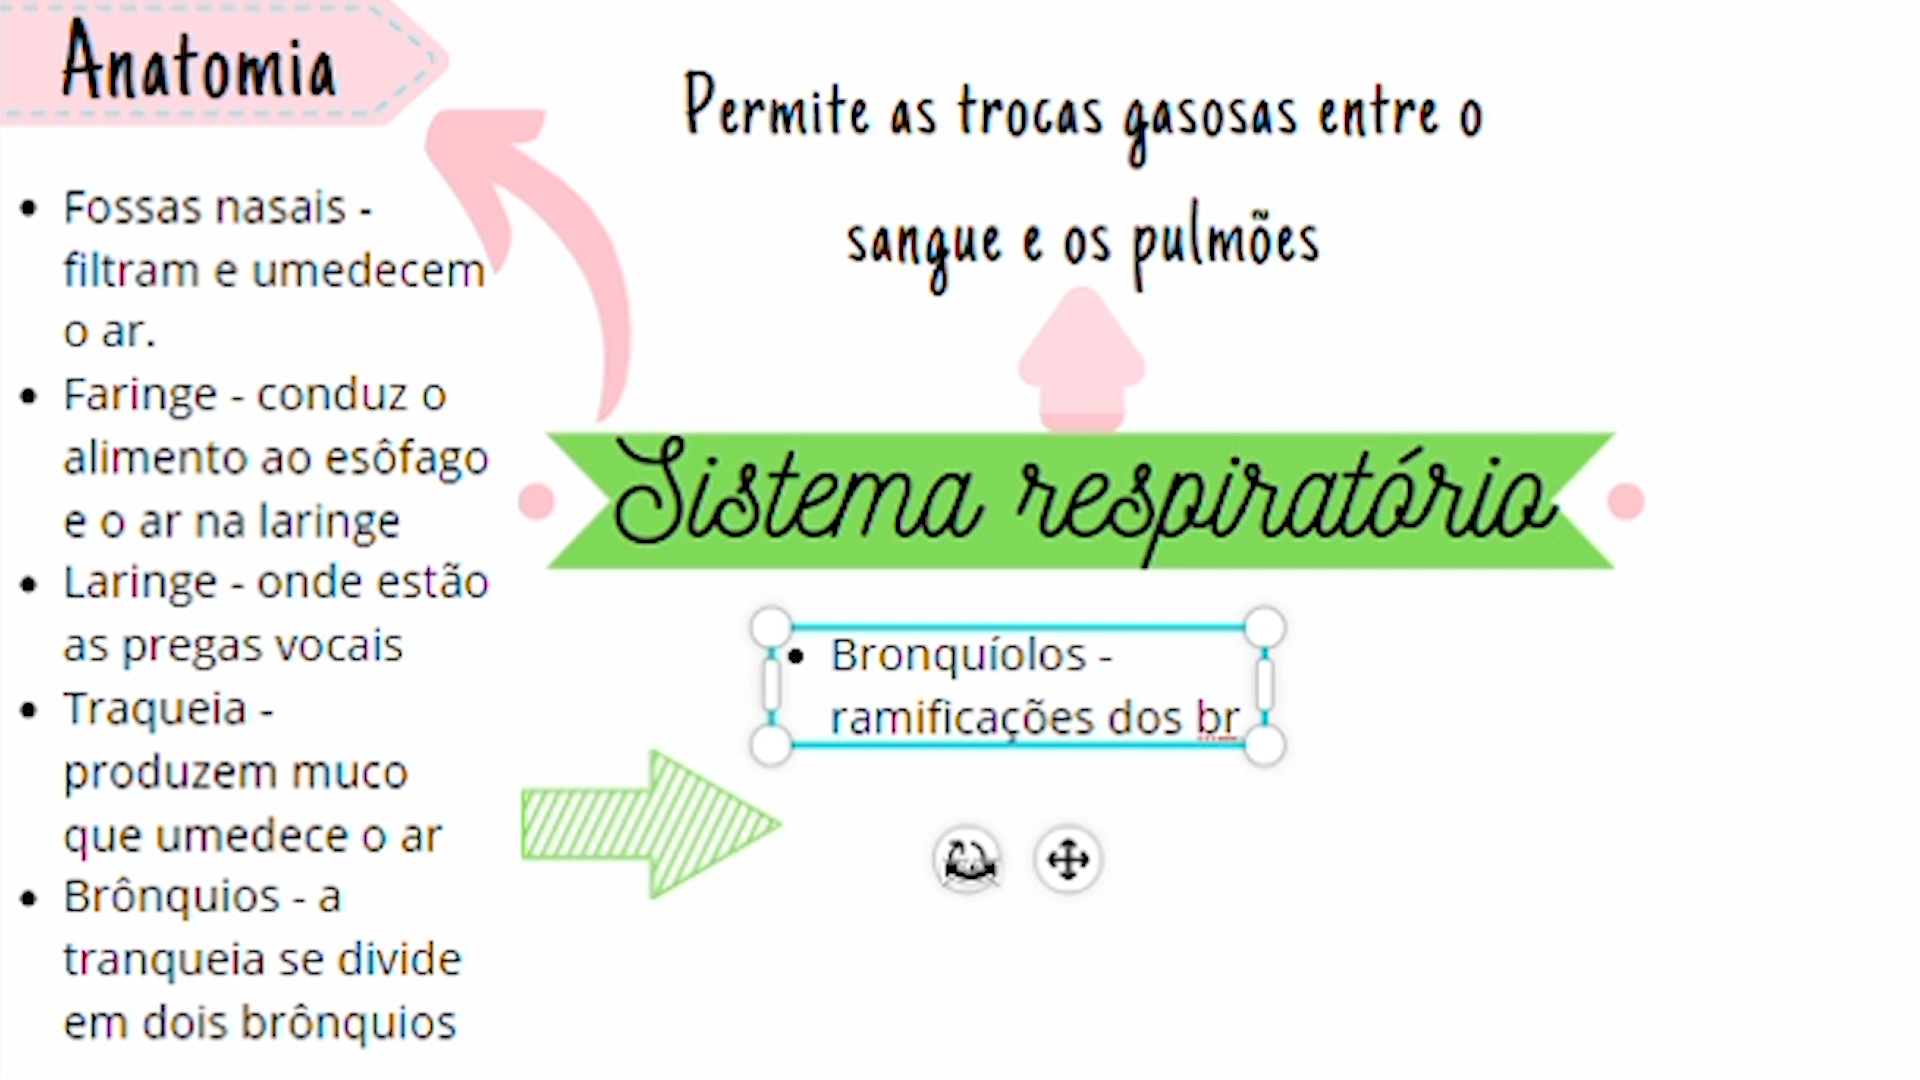 Anatomia
Permite as trocas gasosas entre o
sangue e os pulmões
Fossas nasais -
filtram e umedecem
o ar.
Faringe - conduz o
alimento ao esôfago
e o ar na laringe
Laringe - onde estão
as pregas vocais
Traqueia -
produzem muco
que umedece o ar
Brônquios - a
tranqueia se divide
em dois brônquios
Sistema respiratório
Bronquíolos -
ramificações dos br